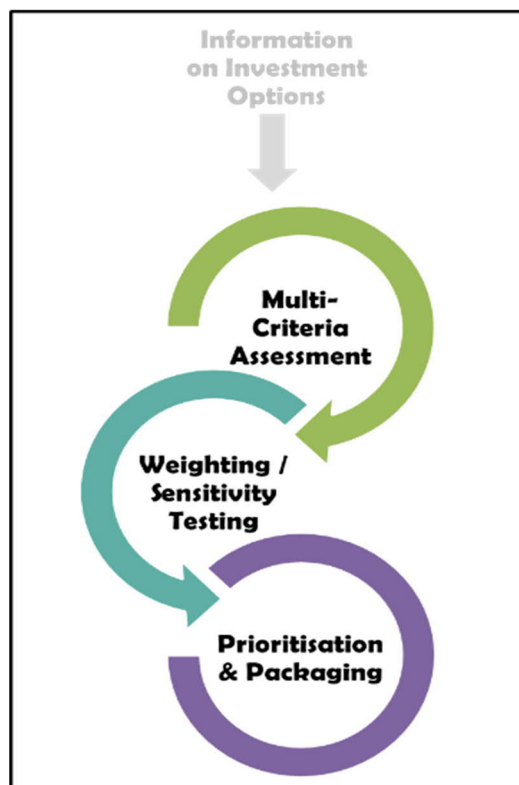 Information
on Investment
Options
Multi-
Criteria
Assessment
Weighting /
Sensitivity
Testing
Prioritisation
& Packaging